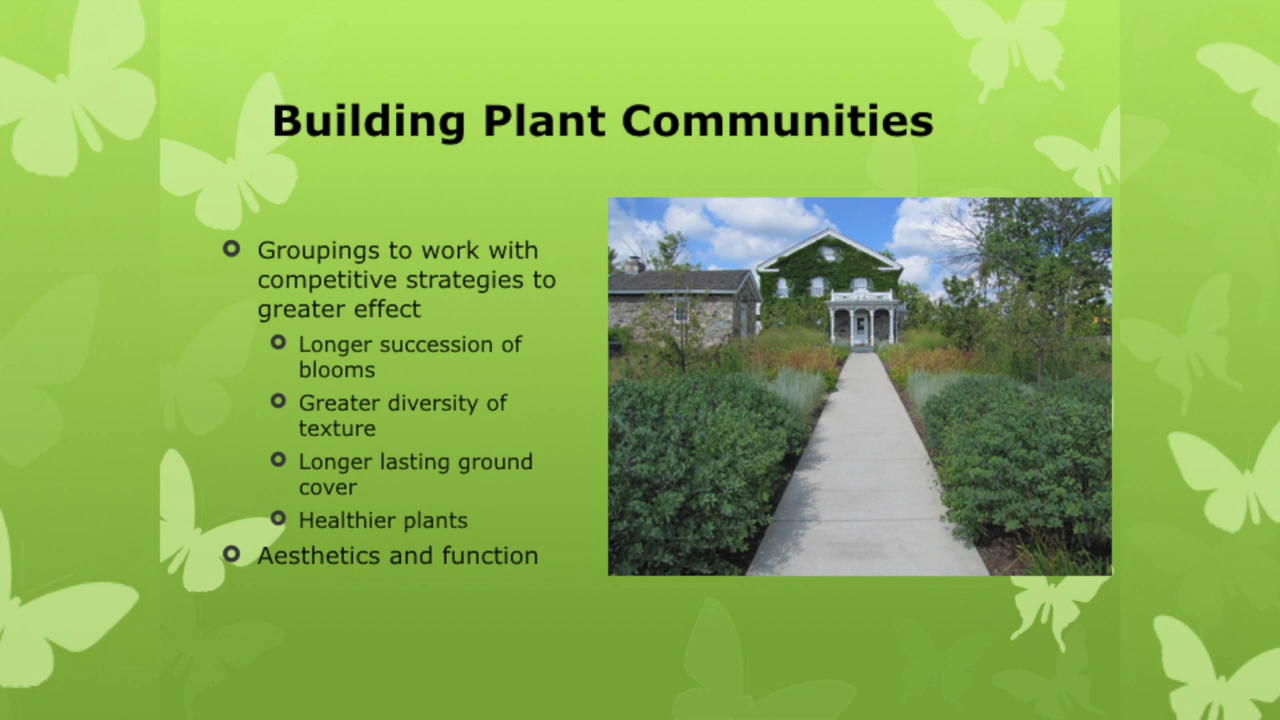 Building Plant Communities
Groupings to work with
competitive strategies to
greater effect
Longer succession of
blooms
Greater diversity of
texture
Longer lasting ground
cover
Healthier plants
Aesthetics and function